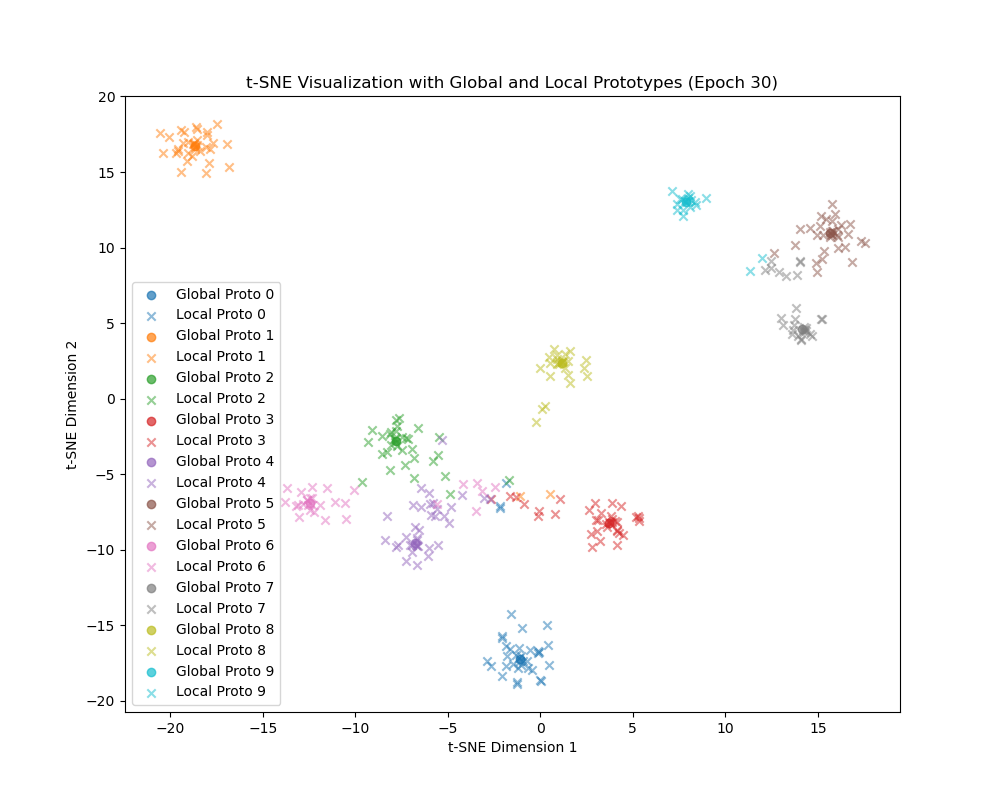 t-SNE Visualization with Global and Local Prototypes (Epoch 30)
20
15
10
5
0
−5
−10
−15
−20
t-SNE Dimension 2
Global Proto 0
Local Proto 0
Global Proto 1
Local Proto 1
Global Proto 2
Local Proto 2
Global Proto 3
Local Proto 3
Global Proto 4
Local Proto 4
Global Proto 5
Local Proto 5
Global Proto 6
Local Proto 6
Global Proto 7
Local Proto 7
Global Proto 8
Local Proto 8
Global Proto 9
Local Proto 9
−20 −15 −10 −5 0 5 10 15
t-SNE Dimension 1